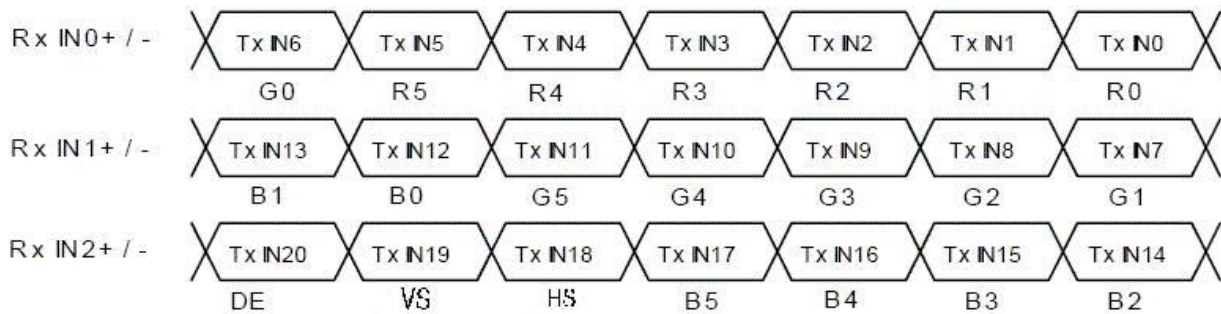 Rx IN0+ / - Tx IN6 Tx IN5 Tx IN4 Tx IN3 Tx IN2 Tx IN1 Tx IN0
G0 R5 R4 R3 R2 R1 R0
Rx IN1+ / - Tx IN13 Tx IN12 Tx IN11 Tx IN10 Tx IN9 Tx IN8 Tx IN7
B1 B0 G5 G4 G3 G2 G1
Rx IN2+ / - Tx IN20 Tx IN19 Tx IN18 Tx IN17 Tx IN16 Tx IN15 Tx IN14
DE VS HS B5 B4 B3 B2